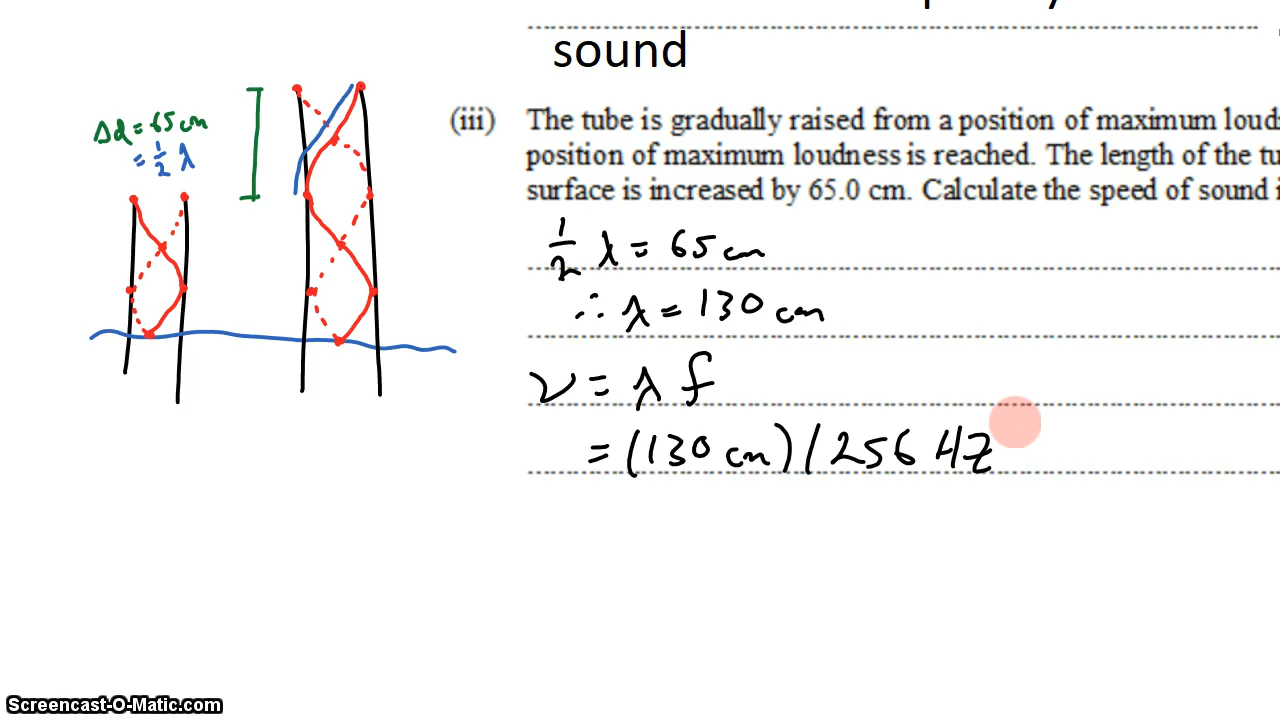 sound
Δd = 65 cm
= 1/2 λ
(iii) The tube is gradually raised from a position of maximum loud
position of maximum loudness is reached. The length of the tu
surface is increased by 65.0 cm. Calculate the speed of sound i
1/2 λ = 65 cm
∴ λ = 130 cm
v = λ f
= (130 cm) (256 Hz
Screencast-O-Matic.com